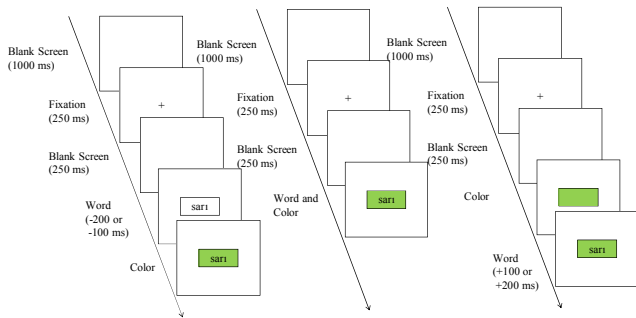 Blank Screen
(1000 ms)
Fixation
(250 ms)
+
Blank Screen
(250 ms)
Word
(-200 or
-100 ms)
sarı
Color
sarı
Blank Screen
(1000 ms)
Fixation
(250 ms)
+
Blank Screen
(250 ms)
Word and
Color
sarı
Blank Screen
(1000 ms)
Fixation
(250 ms)
+
Blank Screen
(250 ms)
Color
Word
(+100 or
+200 ms)
sarı